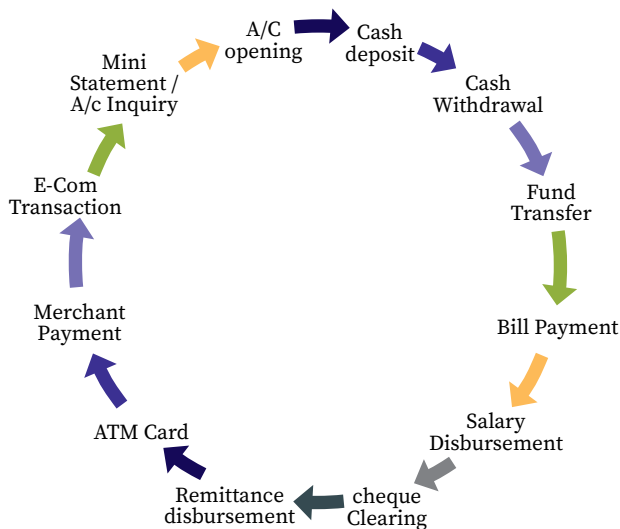 A/C
opening
Cash
deposit
Cash
Withdrawal
Fund
Transfer
Bill Payment
Salary
Disbursement
cheque
Clearing
Remittance
disbursement
ATM Card
Merchant
Payment
E-Com
Transaction
Mini
Statement /
A/c Inquiry